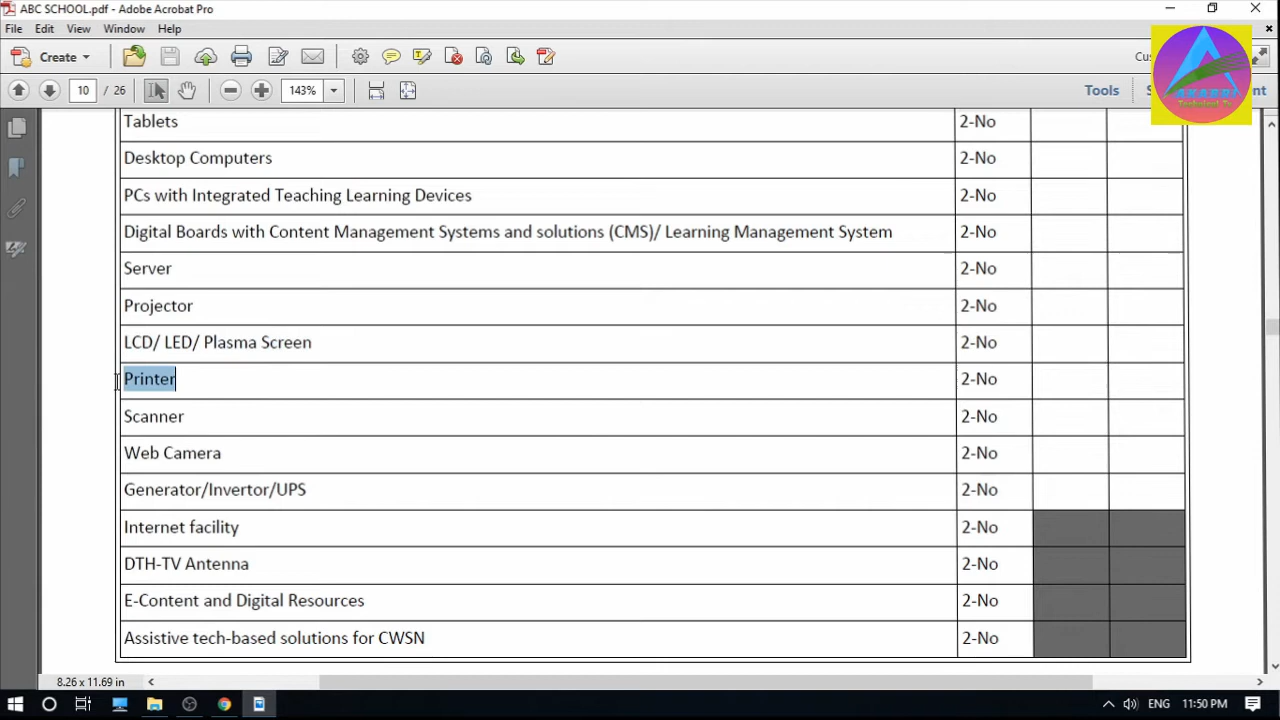 ABC SCHOOL.pdf - Adobe Acrobat Pro
File Edit View Window Help
Create
10 / 26 143% Tools
Technical Tv
Tablets 2-No
Desktop Computers 2-No
PCs with Integrated Teaching Learning Devices 2-No
Digital Boards with Content Management Systems and solutions (CMS)/ Learning Management System 2-No
Server 2-No
Projector 2-No
LCD/ LED/ Plasma Screen 2-No
Printer 2-No
Scanner 2-No
Web Camera 2-No
Generator/Invertor/UPS 2-No
Internet facility 2-No
DTH-TV Antenna 2-No
E-Content and Digital Resources 2-No
Assistive tech-based solutions for CWSN 2-No
8.26 x 11.69 in
ENG 11:50 PM